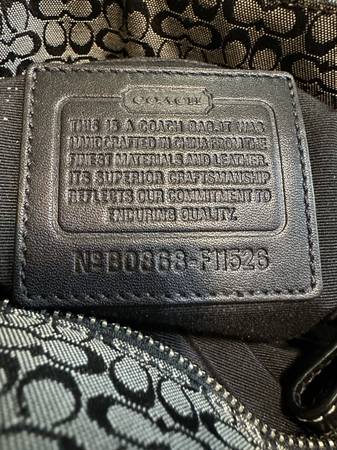 COACH
THIS IS A COACH BAG. IT WAS
HANDCRAFTED IN CHINA FROM THE
FINEST MATERIALS AND LEATHER.
ITS SUPERIOR CRAFTSMANSHIP
REFLECTS OUR COMMITMENT TO
ENDURING QUALITY.
Nº B0868-F11526